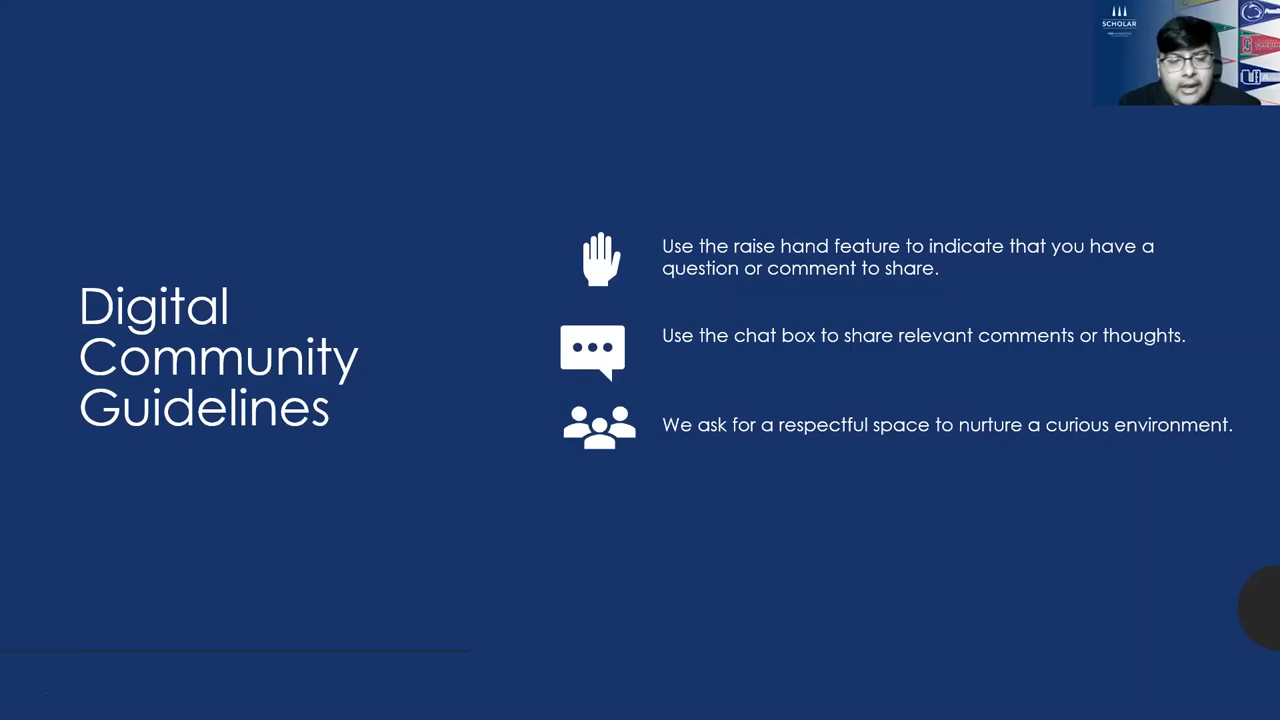 SCHOLAR
Digital
Community
Guidelines
Use the raise hand feature to indicate that you have a
question or comment to share.
Use the chat box to share relevant comments or thoughts.
We ask for a respectful space to nurture a curious environment.